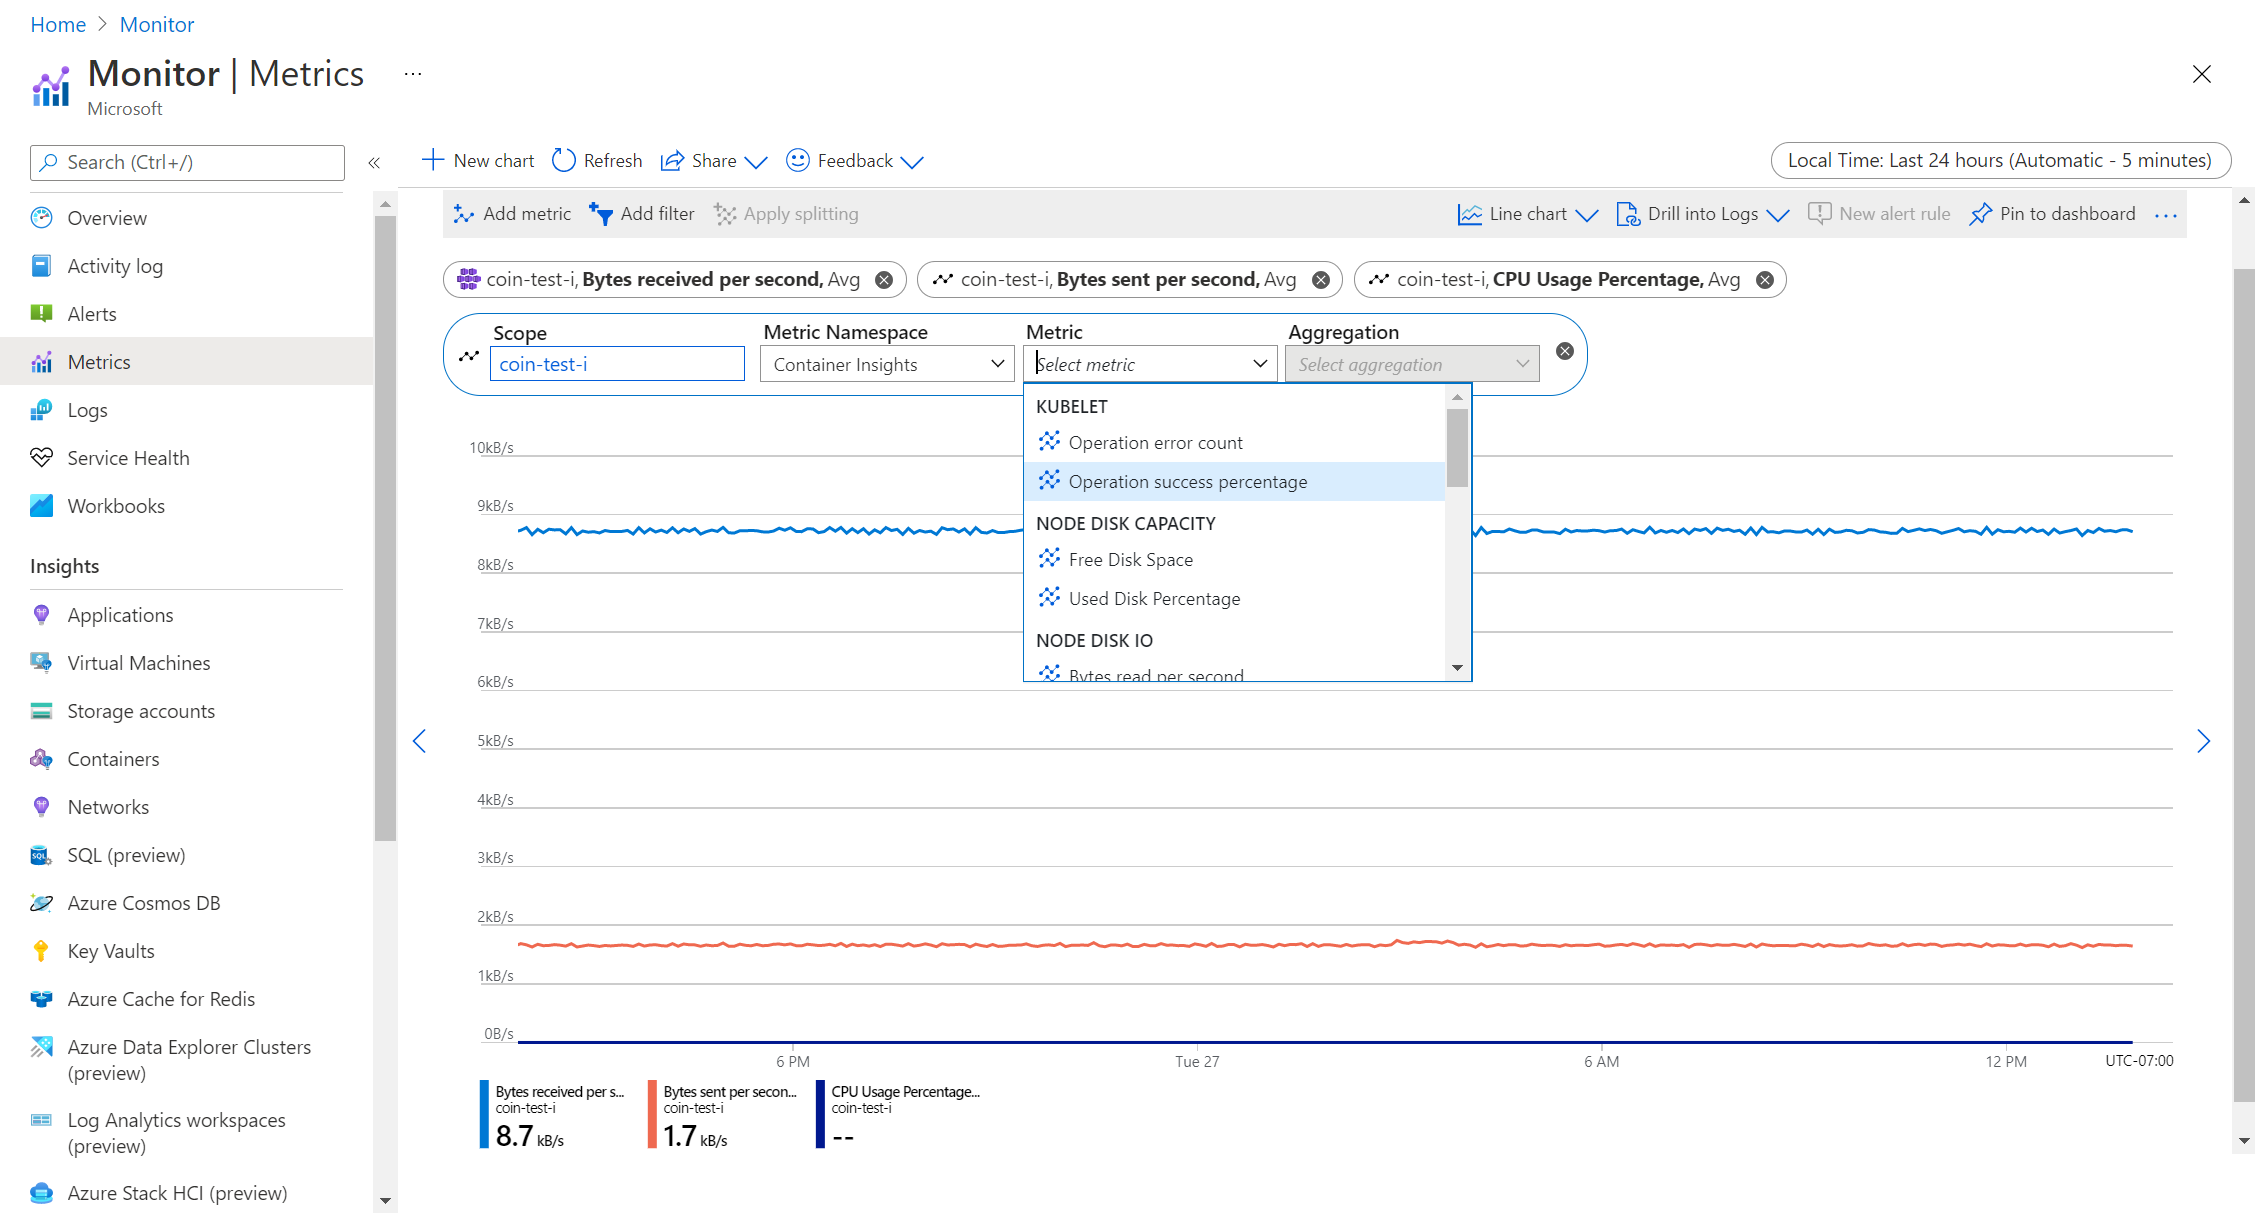 Home > Monitor
Monitor | Metrics ...
Microsoft
Search (Ctrl+/)
«
New chart
Refresh
Share
Feedback
Local Time: Last 24 hours (Automatic - 5 minutes)
Overview
Activity log
Alerts
Metrics
Logs
Service Health
Workbooks
Insights
Applications
Virtual Machines
Storage accounts
Containers
Networks
SQL (preview)
Azure Cosmos DB
Key Vaults
Azure Cache for Redis
Azure Data Explorer Clusters
(preview)
Log Analytics workspaces
(preview)
Azure Stack HCI (preview)
Add metric
Add filter
Apply splitting
Line chart
Drill into Logs
New alert rule
Pin to dashboard
...
coin-test-i, Bytes received per second, Avg
coin-test-i, Bytes sent per second, Avg
coin-test-i, CPU Usage Percentage, Avg
Scope
coin-test-i
Metric Namespace
Container Insights
Metric
Select metric
Aggregation
Select aggregation
KUBELET
Operation error count
Operation success percentage
NODE DISK CAPACITY
Free Disk Space
Used Disk Percentage
NODE DISK IO
Bytes read per second
10kB/s
9kB/s
8kB/s
7kB/s
6kB/s
5kB/s
4kB/s
3kB/s
2kB/s
1kB/s
0B/s
6 PM
Tue 27
6 AM
12 PM
UTC-07:00
Bytes received per s...
coin-test-i
8.7 kB/s
Bytes sent per secon...
coin-test-i
1.7 kB/s
CPU Usage Percentage...
coin-test-i
--